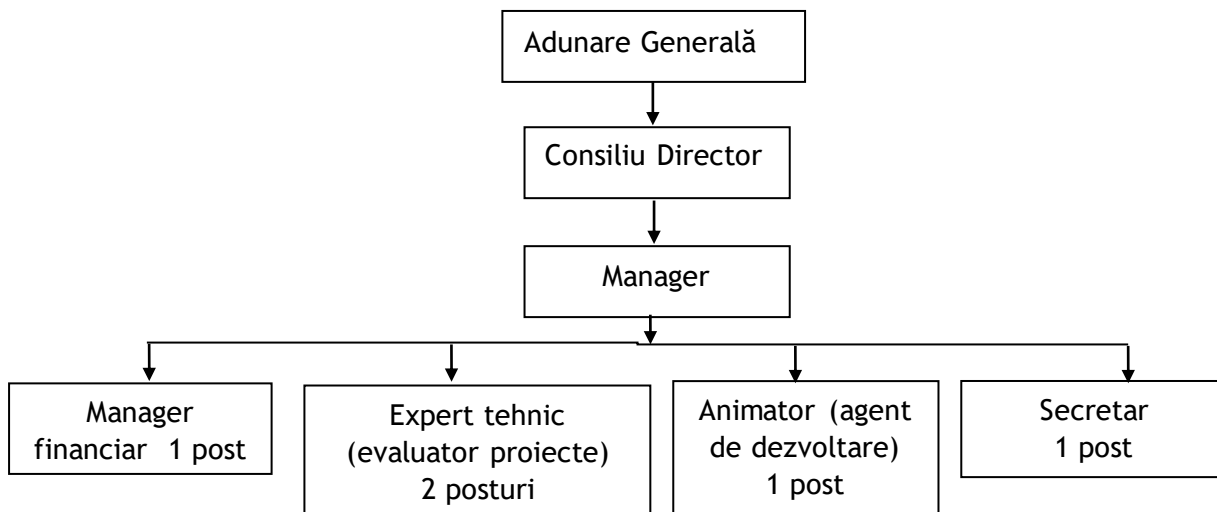 Adunare Generală
Consiliu Director
Manager
Manager
financiar 1 post
Expert tehnic
(evaluator proiecte)
2 posturi
Animator (agent
de dezvoltare)
1 post
Secretar
1 post